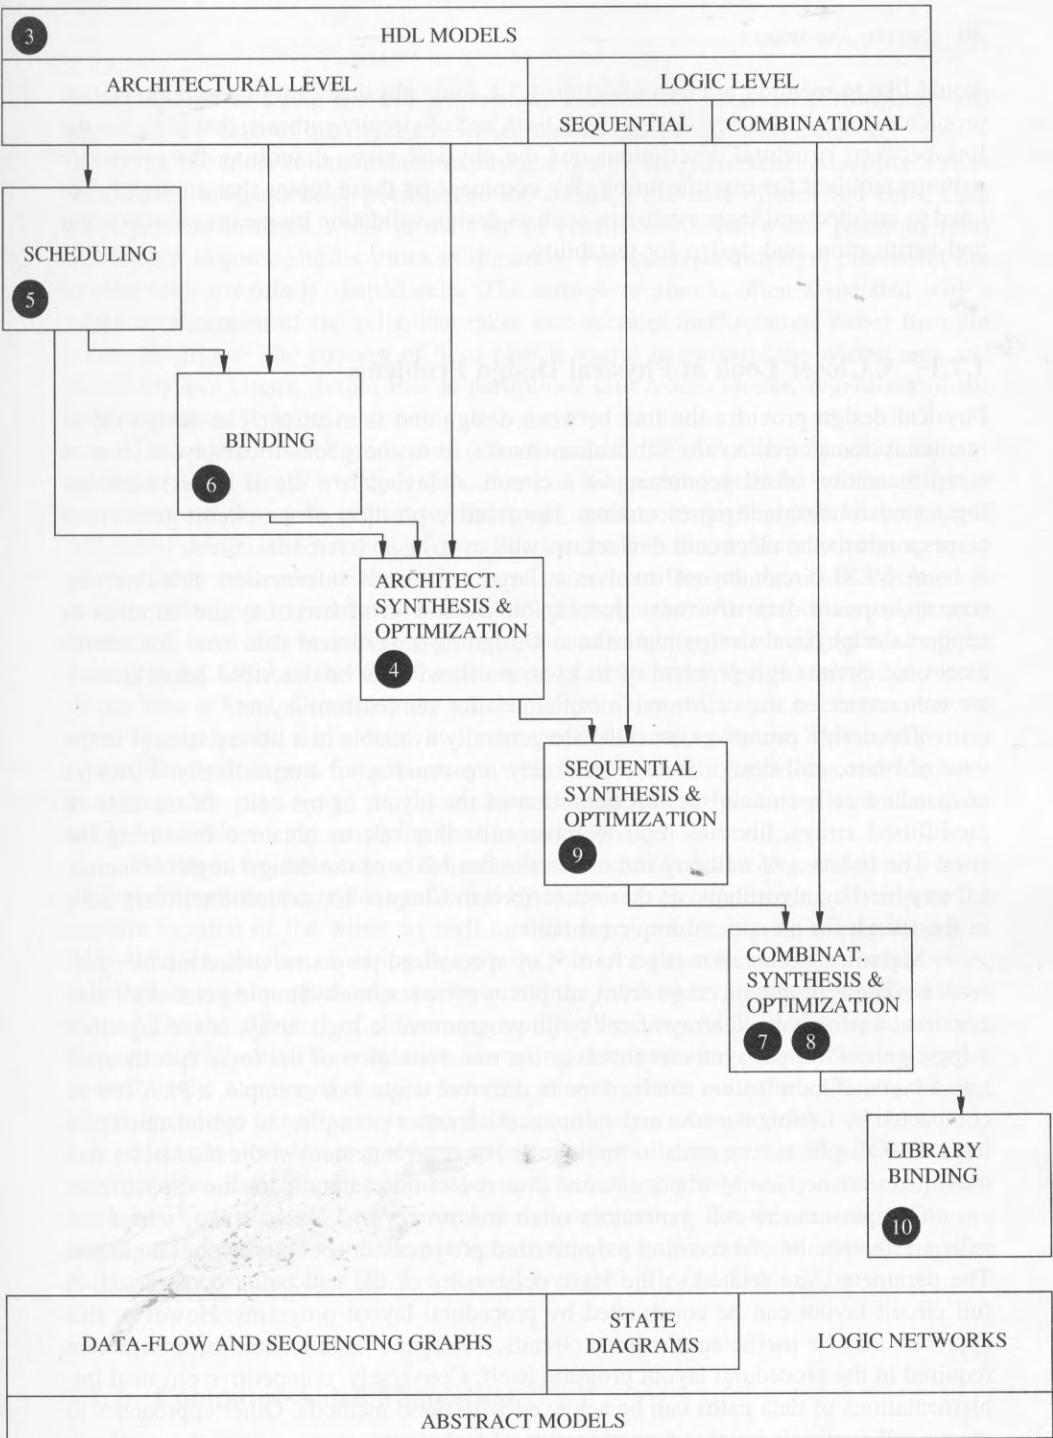 3
HDL MODELS
ARCHITECTURAL LEVEL
LOGIC LEVEL
SEQUENTIAL
COMBINATIONAL
SCHEDULING
5
BINDING
6
ARCHITECT.
SYNTHESIS &
OPTIMIZATION
4
SEQUENTIAL
SYNTHESIS &
OPTIMIZATION
9
COMBINAT.
SYNTHESIS &
OPTIMIZATION
7 8
LIBRARY
BINDING
10
DATA-FLOW AND SEQUENCING GRAPHS
STATE
DIAGRAMS
LOGIC NETWORKS
ABSTRACT MODELS